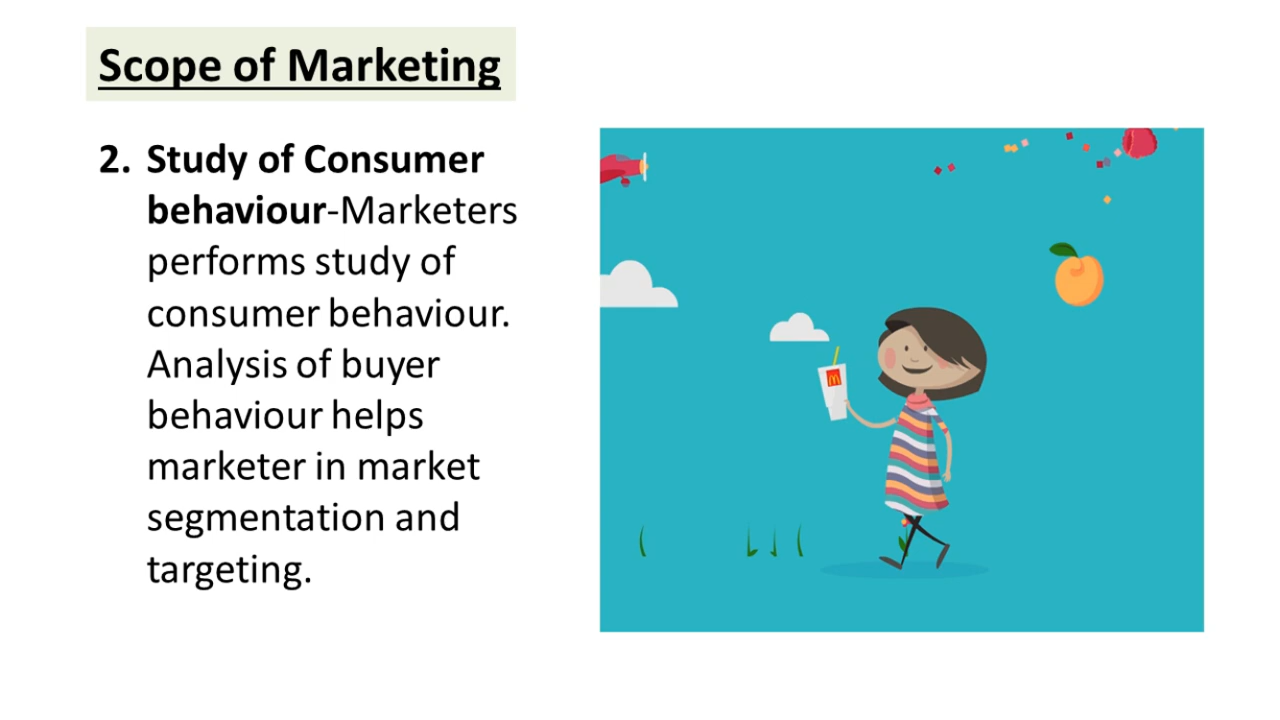 Scope of Marketing
2. Study of Consumer
behaviour-Marketers
performs study of
consumer behaviour.
Analysis of buyer
behaviour helps
marketer in market
segmentation and
targeting.